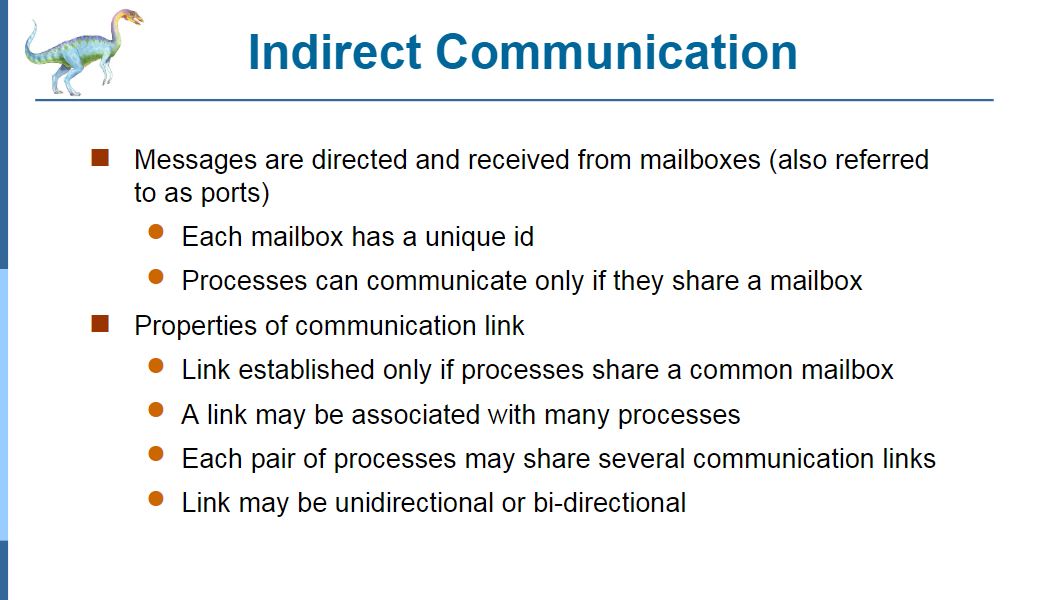 Indirect Communication
Messages are directed and received from mailboxes (also referred
to as ports)
Each mailbox has a unique id
Processes can communicate only if they share a mailbox
Properties of communication link
Link established only if processes share a common mailbox
A link may be associated with many processes
Each pair of processes may share several communication links
Link may be unidirectional or bi-directional